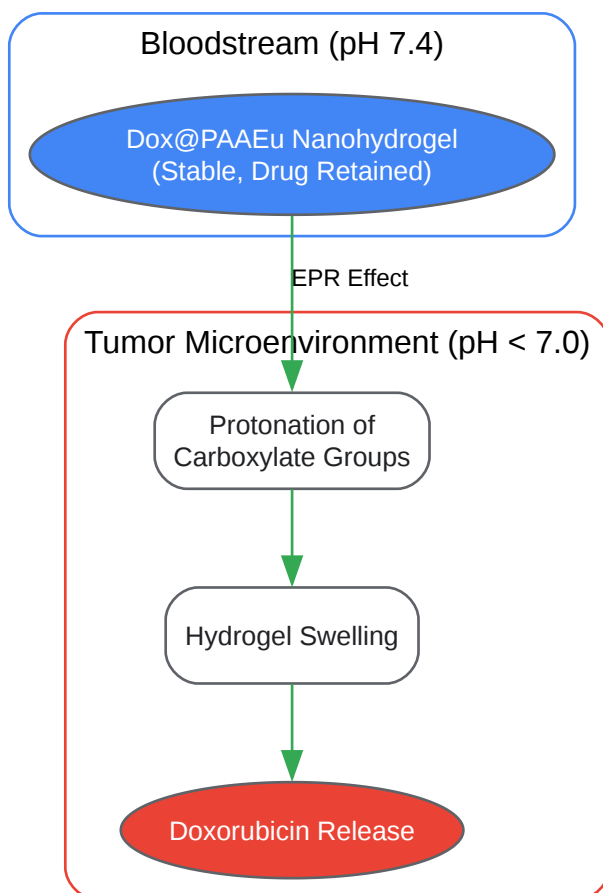 Bloodstream (pH 7.4)
Dox@PAAEu Nanohydrogel
(Stable, Drug Retained)
EPR Effect
Tumor Microenvironment (pH < 7.0)
Protonation of
Carboxylate Groups
Hydrogel Swelling
Doxorubicin Release